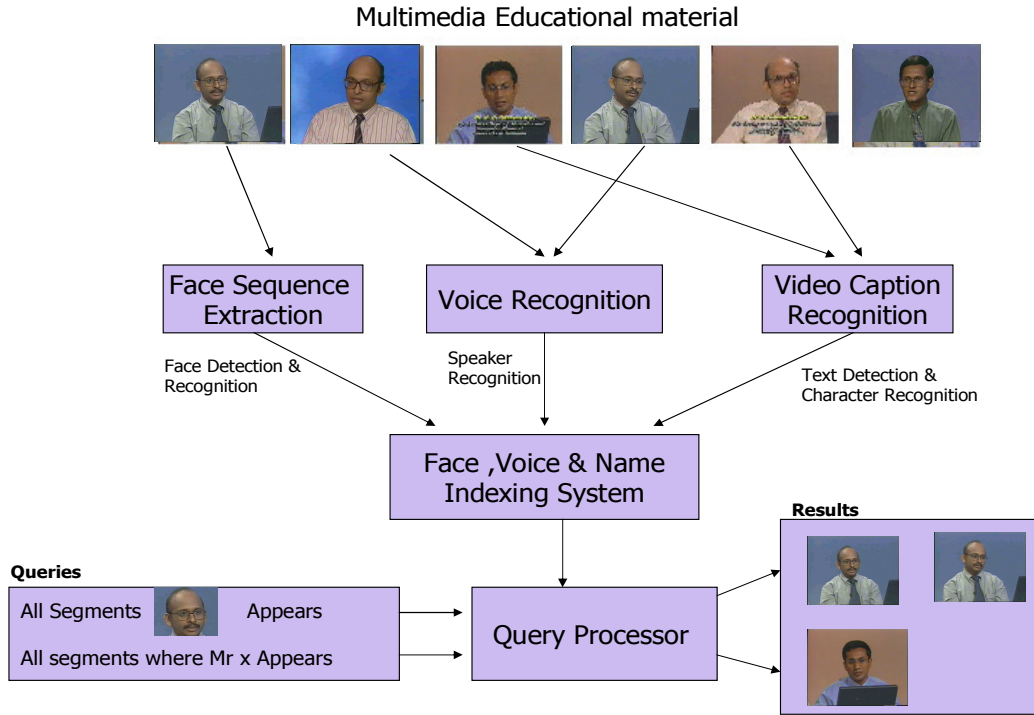 Multimedia Educational material
Face Sequence
Extraction
Voice Recognition
Video Caption
Recognition
Face Detection &
Recognition
Speaker
Recognition
Text Detection &
Character Recognition
Face ,Voice & Name
Indexing System
Results
Queries
All Segments Appears
All segments where Mr x Appears
Query Processor